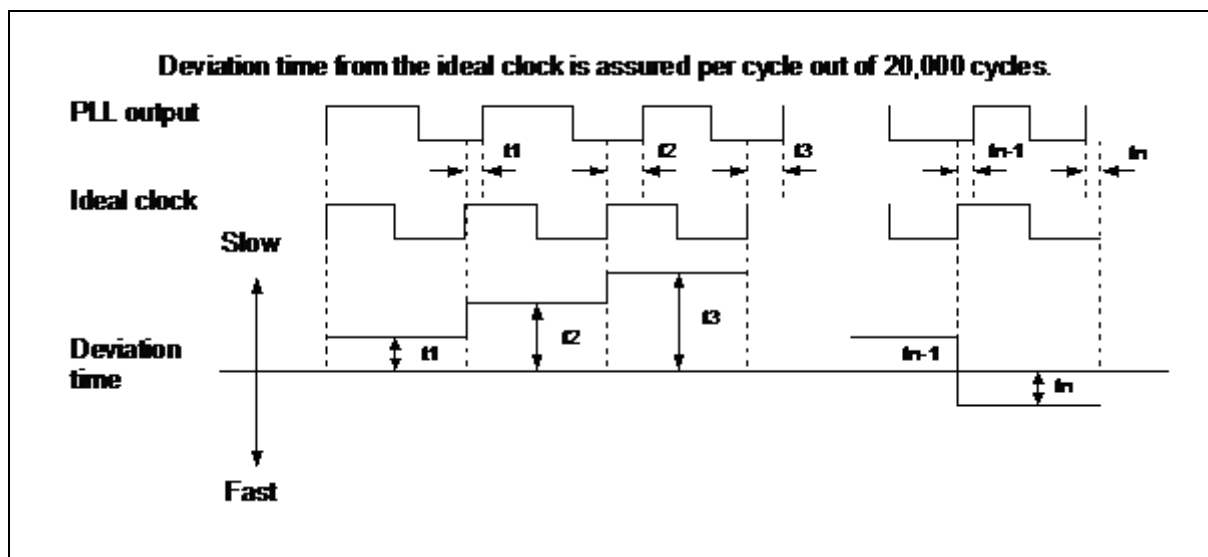 Deviation time from the ideal clock is assured per cycle out of 20,000 cycles.
PLL output
t1
t2
t3
tn-1
tn
Ideal clock
Slow
t1
t2
t3
Deviation
time
tn-1
tn
Fast